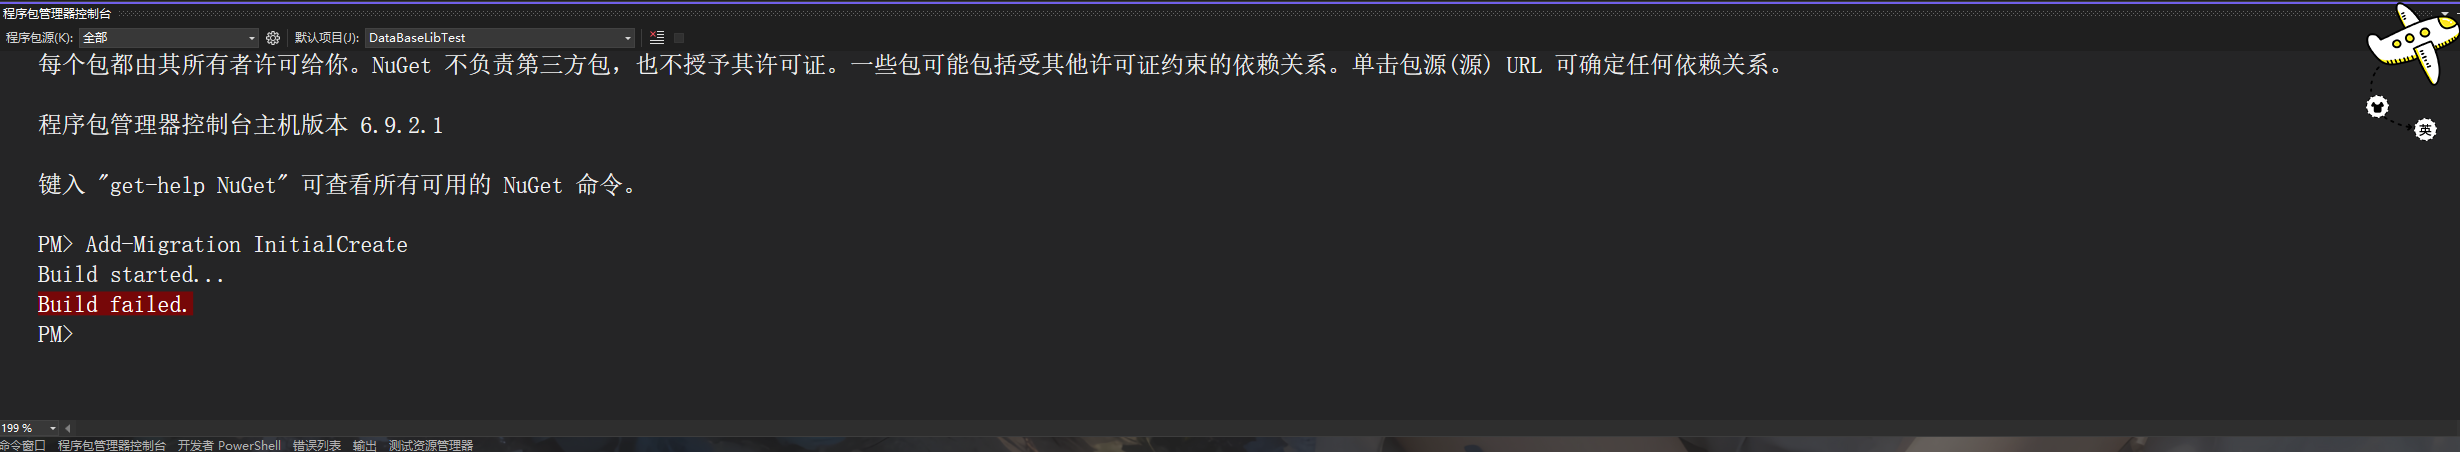 程序包管理器控制台
程序包源(K): 全部 默认项目(J): DataBaseLibTest
每个包都由其所有者许可给你。NuGet 不负责第三方包，也不授予其许可证。一些包可能包括受其他许可证约束的依赖关系。单击包源(源) URL 可确定任何依赖关系。
程序包管理器控制台主机版本 6.9.2.1
英
键入 "get-help NuGet" 可查看所有可用的 NuGet 命令。
PM> Add-Migration InitialCreate
Build started...
Build failed.
PM>
199 %
命令窗口 程序包管理器控制台 开发者 PowerShell 错误列表 输出 测试资源管理器